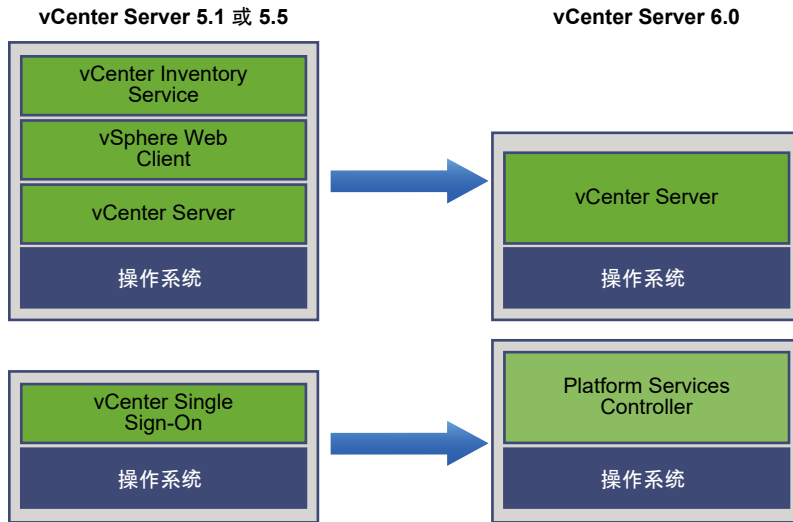 vCenter Server 5.1 或 5.5
vCenter Server 6.0
vCenter Inventory
Service
vSphere Web
Client
vCenter Server
操作系统
vCenter Server
操作系统
vCenter Single
Sign-On
操作系统
Platform Services
Controller
操作系统